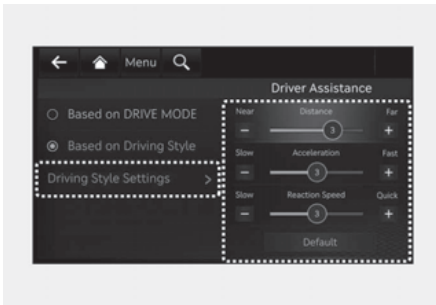 Menu
Driver Assistance
Based on DRIVE MODE
Based on Driving Style
Driving Style Settings >
Near Distance Far
− 3 +
Slow Acceleration Fast
− 3 +
Slow Reaction Speed Quick
− 3 +
Default